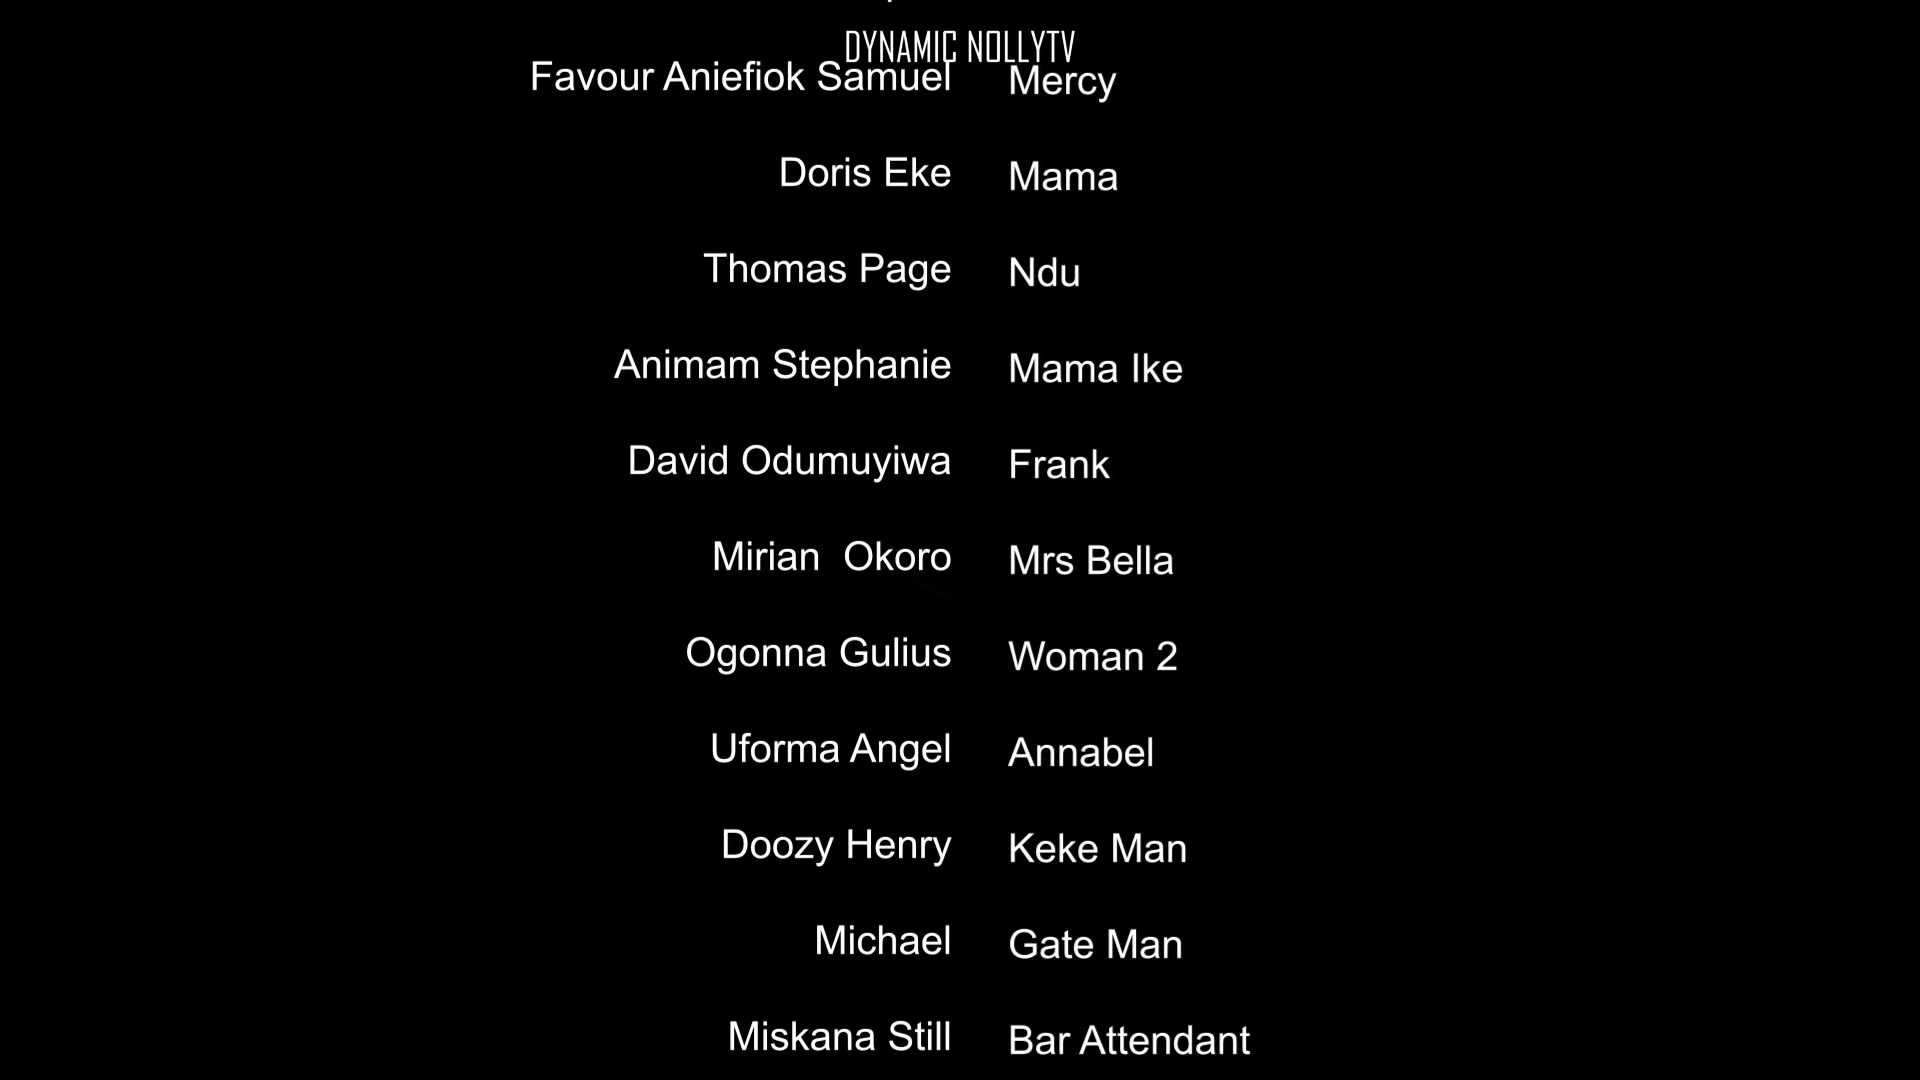 DYNAMIC NOLLYTV
Favour Aniefiok Samuel Mercy
Doris Eke Mama
Thomas Page Ndu
Animam Stephanie Mama Ike
David Odumuyiwa Frank
Mirian  Okoro Mrs Bella
Ogonna Gulius Woman 2
Uforma Angel Annabel
Doozy Henry Keke Man
Michael Gate Man
Miskana Still Bar Attendant